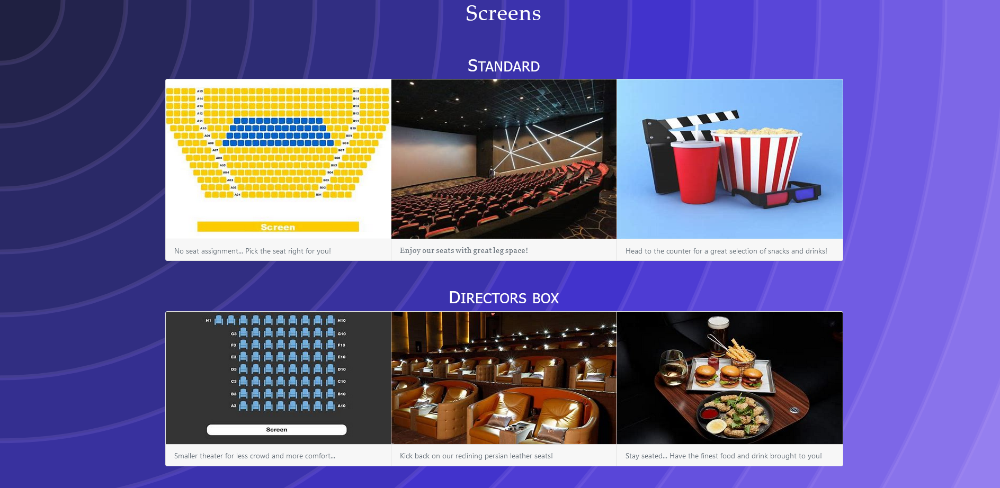 Screens
STANDARD
A15 B15
A14 B14
A13 B13
A12 B12
A11 B11
A10 B10
A09 B09
A08 B08
A07 B07
A06 B06
A05 B05
A04 B04
A03 B03
A02 B02
A01 B01
Screen
No seat assignment... Pick the seat right for you!
Enjoy our seats with great leg space!
Head to the counter for a great selection of snacks and drinks!
DIRECTORS BOX
H1 H10
G3 G10
F3 F10
E3 E10
D3 D10
C3 C10
B3 B10
A3 A10
Screen
Smaller theater for less crowd and more comfort...
Kick back on our reclining persian leather seats!
Stay seated... Have the finest food and drink brought to you!